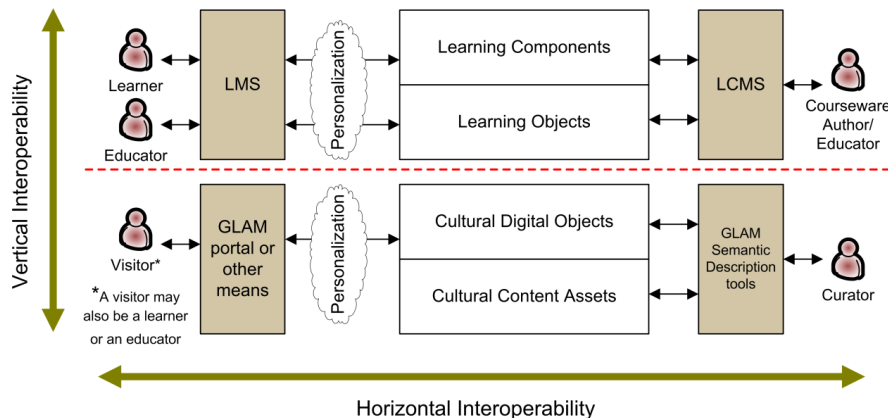 Vertical Interoperability
Learner
Educator
LMS
Personalization
Learning Components
Learning Objects
LCMS
Courseware
Author/
Educator
Visitor*
*A visitor may
also be a learner
or an educator
GLAM
portal or
other
means
Personalization
Cultural Digital Objects
Cultural Content Assets
GLAM
Semantic
Description
tools
Curator
Horizontal Interoperability